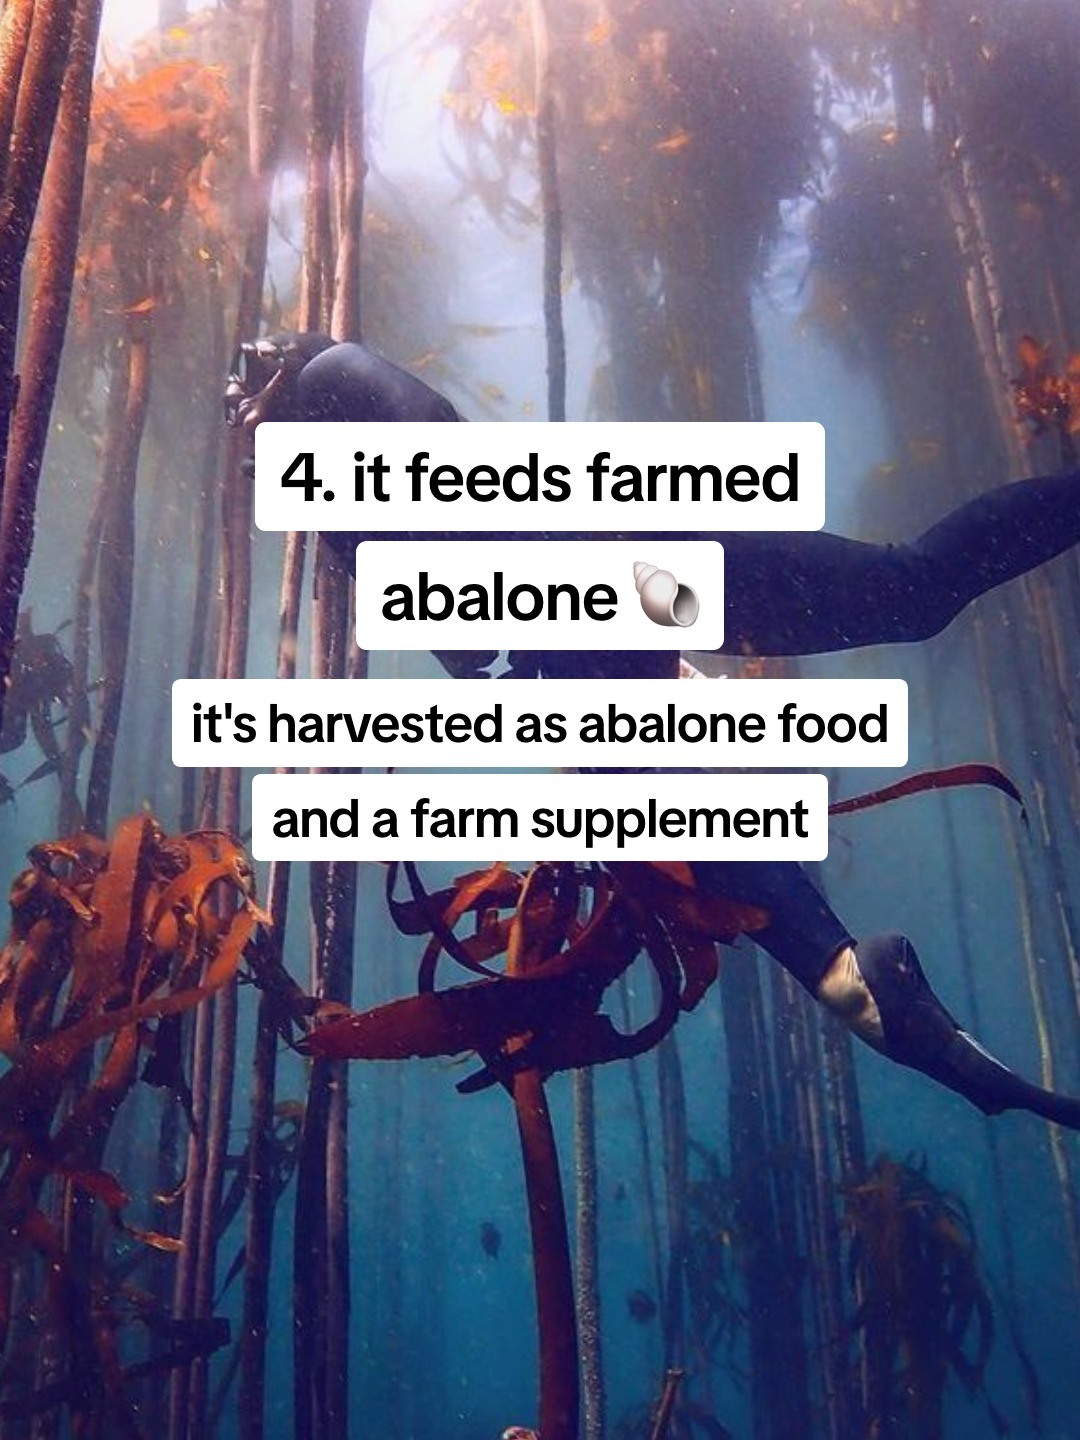 4. it feeds farmed
abalone 🐚
it's harvested as abalone food
and a farm supplement